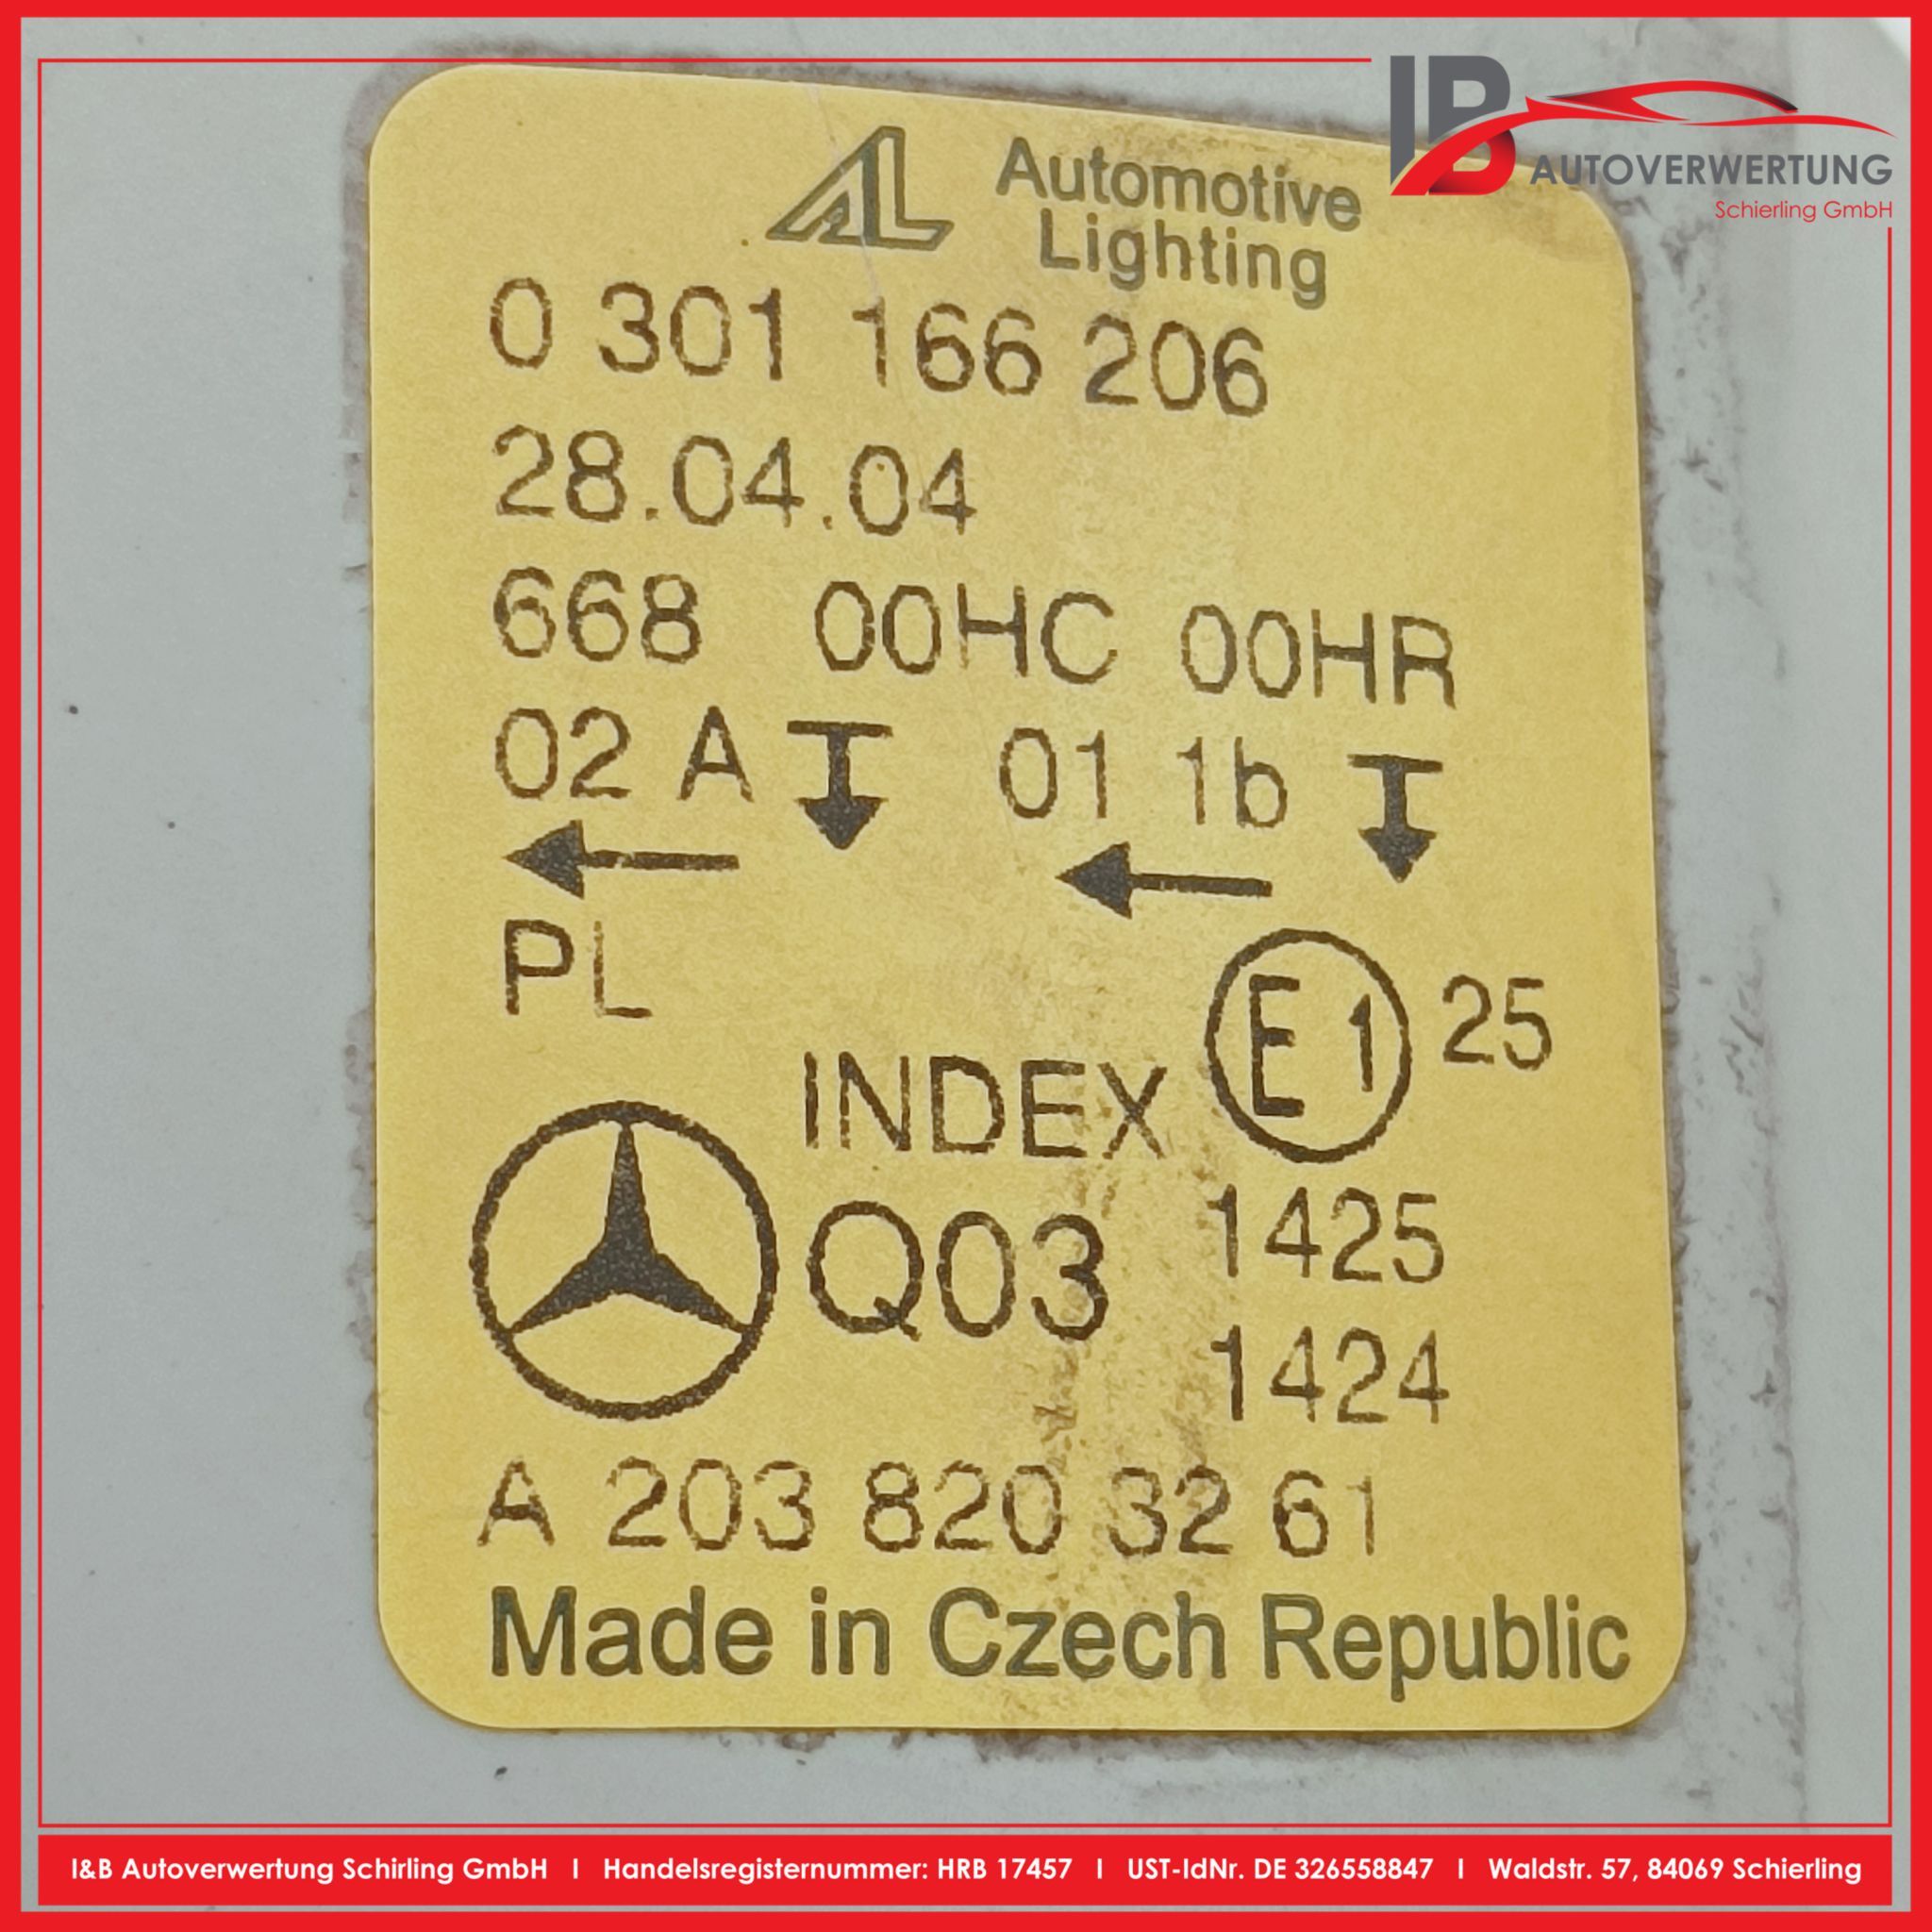 IB
AUTOVERWERTUNG
Schierling GmbH
AL Automotive
Lighting
0 301 166 206
28.04.04
668 00HC 00HR
02 A 01 1b
PL
E1 25
INDEX
Q03 1425
1424
A 203 820 32 61
Made in Czech Republic
I&B Autoverwertung Schirling GmbH I Handelsregisternummer: HRB 17457 I UST-IdNr. DE 326558847 I Waldstr. 57, 84069 Schierling